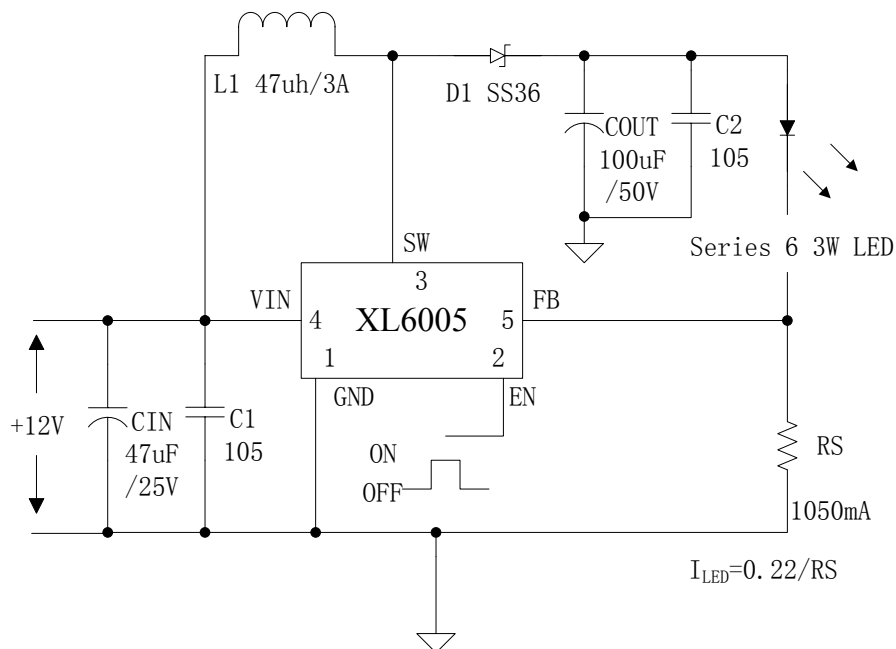 L1 47uh/3A
D1 SS36
COUT
100uF
/50V
C2
105
SW
3
Series 6 3W LED
VIN
4
XL6005
5
FB
1
2
GND
EN
+12V
CIN
47uF
/25V
C1
105
ON
OFF
RS
1050mA
I_LED=0.22/RS